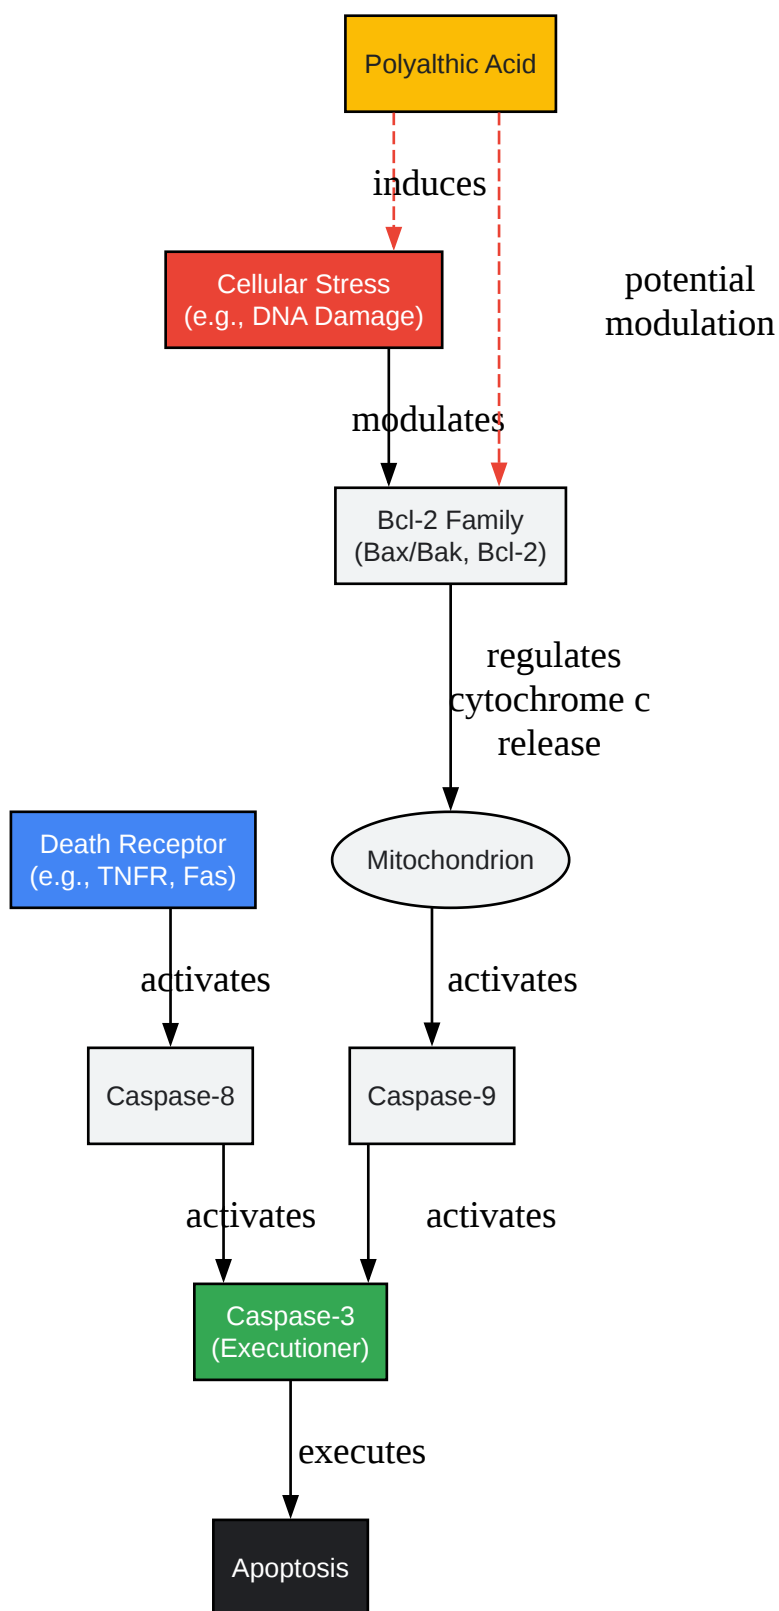 Polyalthic Acid
induces
Cellular Stress
(e.g., DNA Damage)
potential
modulation
modulates
Bcl-2 Family
(Bax/Bak, Bcl-2)
regulates
cytochrome c
release
Death Receptor
(e.g., TNFR, Fas)
Mitochondrion
activates
activates
Caspase-8
Caspase-9
activates
activates
Caspase-3
(Executioner)
executes
Apoptosis